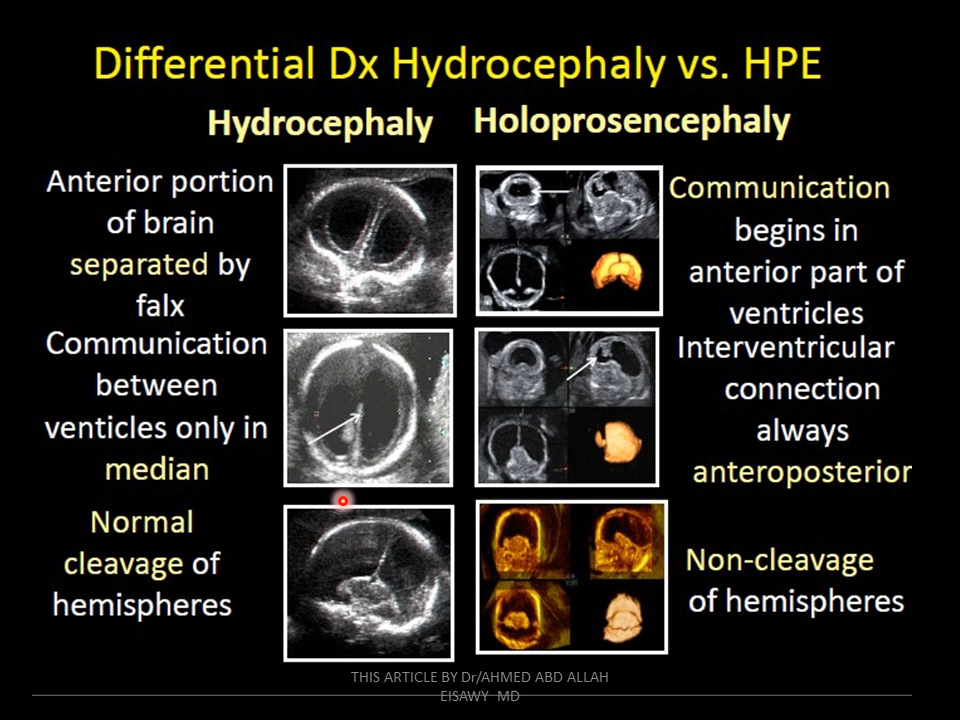 Differential Dx Hydrocephaly vs. HPE
Hydrocephaly
Holoprosencephaly
Anterior portion
of brain
separated by
falx
Communication
begins in
anterior part of
ventricles
Communication
between
venticles only in
median
Interventricular
connection
always
anteroposterior
Normal
cleavage of
hemispheres
Non-cleavage
of hemispheres
THIS ARTICLE BY Dr/AHMED ABD ALLAH
EISAWY MD